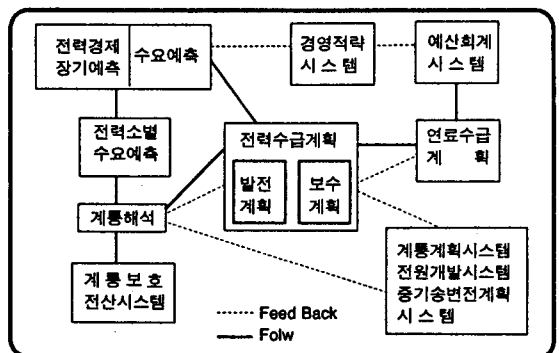 전력경제
장기예측
수요예측
경영적략
시 스 템
예산회계
시 스 템
전력소별
수요예측
전력수급계획
발전
계획
보수
계획
연료수급
계 획
계통해석
계 통 보 호
전산시스템
계통계획시스템
전원개발시스템
중기송변전계획
시 스 템
Feed Back
Folw